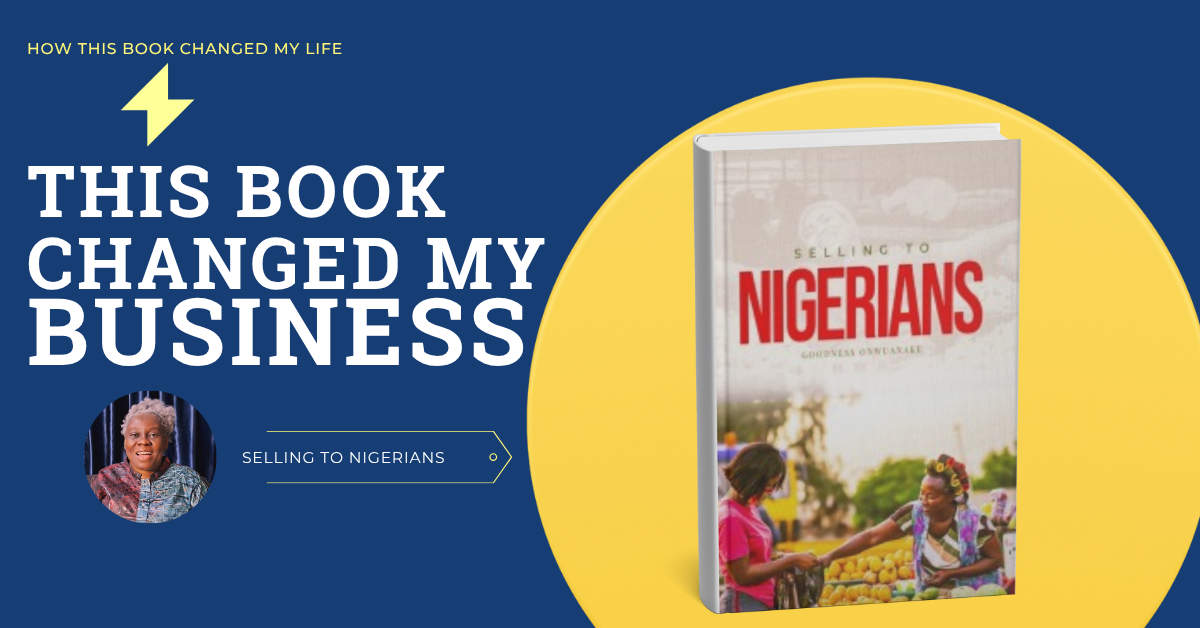 HOW THIS BOOK CHANGED MY LIFE
THIS BOOK
CHANGED MY
BUSINESS
SELLING TO NIGERIANS
SELLING TO
NIGERIANS
GOODNESS ONWUANAKU